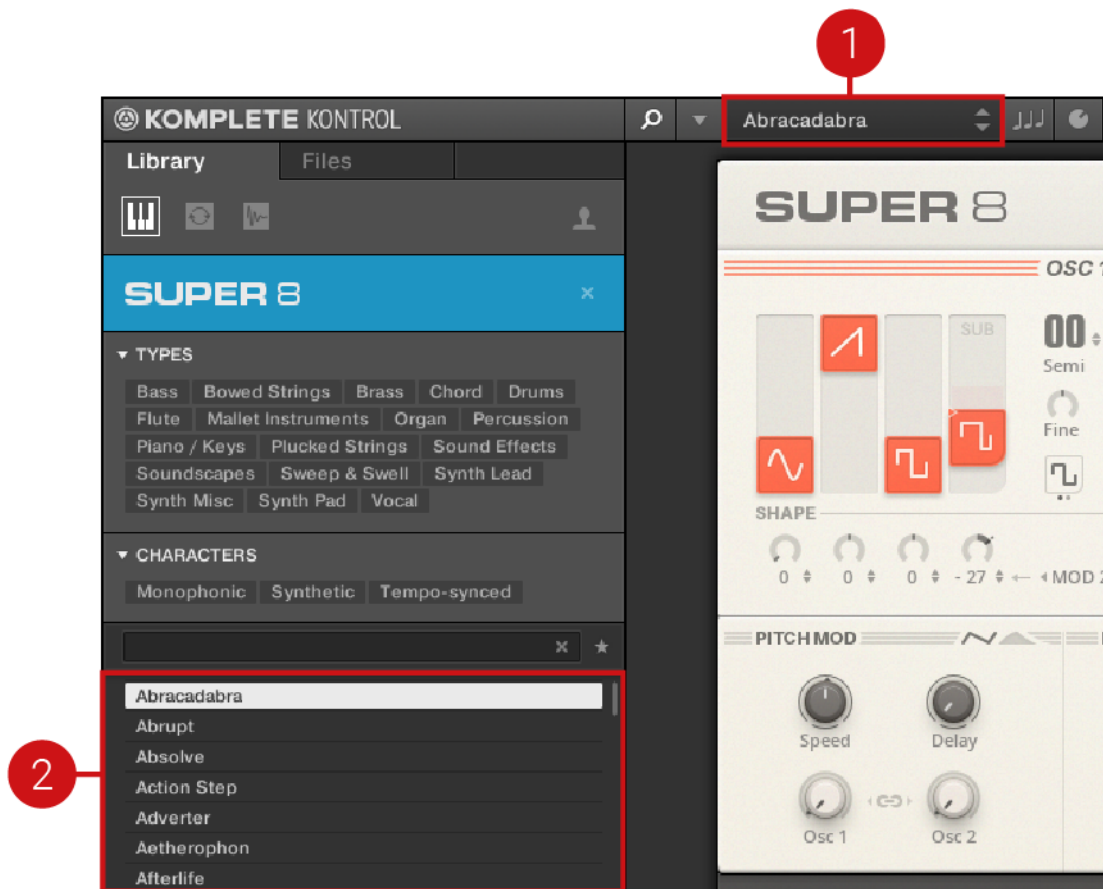 1
KOMPLETE KONTROL
Abracadabra
Library Files
SUPER 8
TYPES
Bass Bowed Strings Brass Chord Drums
Flute Mallet Instruments Organ Percussion
Piano / Keys Plucked Strings Sound Effects
Soundscapes Sweep & Swell Synth Lead
Synth Misc Synth Pad Vocal
CHARACTERS
Monophonic Synthetic Tempo-synced
Abracadabra
Abrupt
Absolve
Action Step
Adverter
Aetherophon
Afterlife
2
SUPER 8
OSC 1
SUB
00
Semi
Fine
SHAPE
0 0 0 - 27 MOD 2
PITCH MOD
Speed Delay
Osc 1 Osc 2